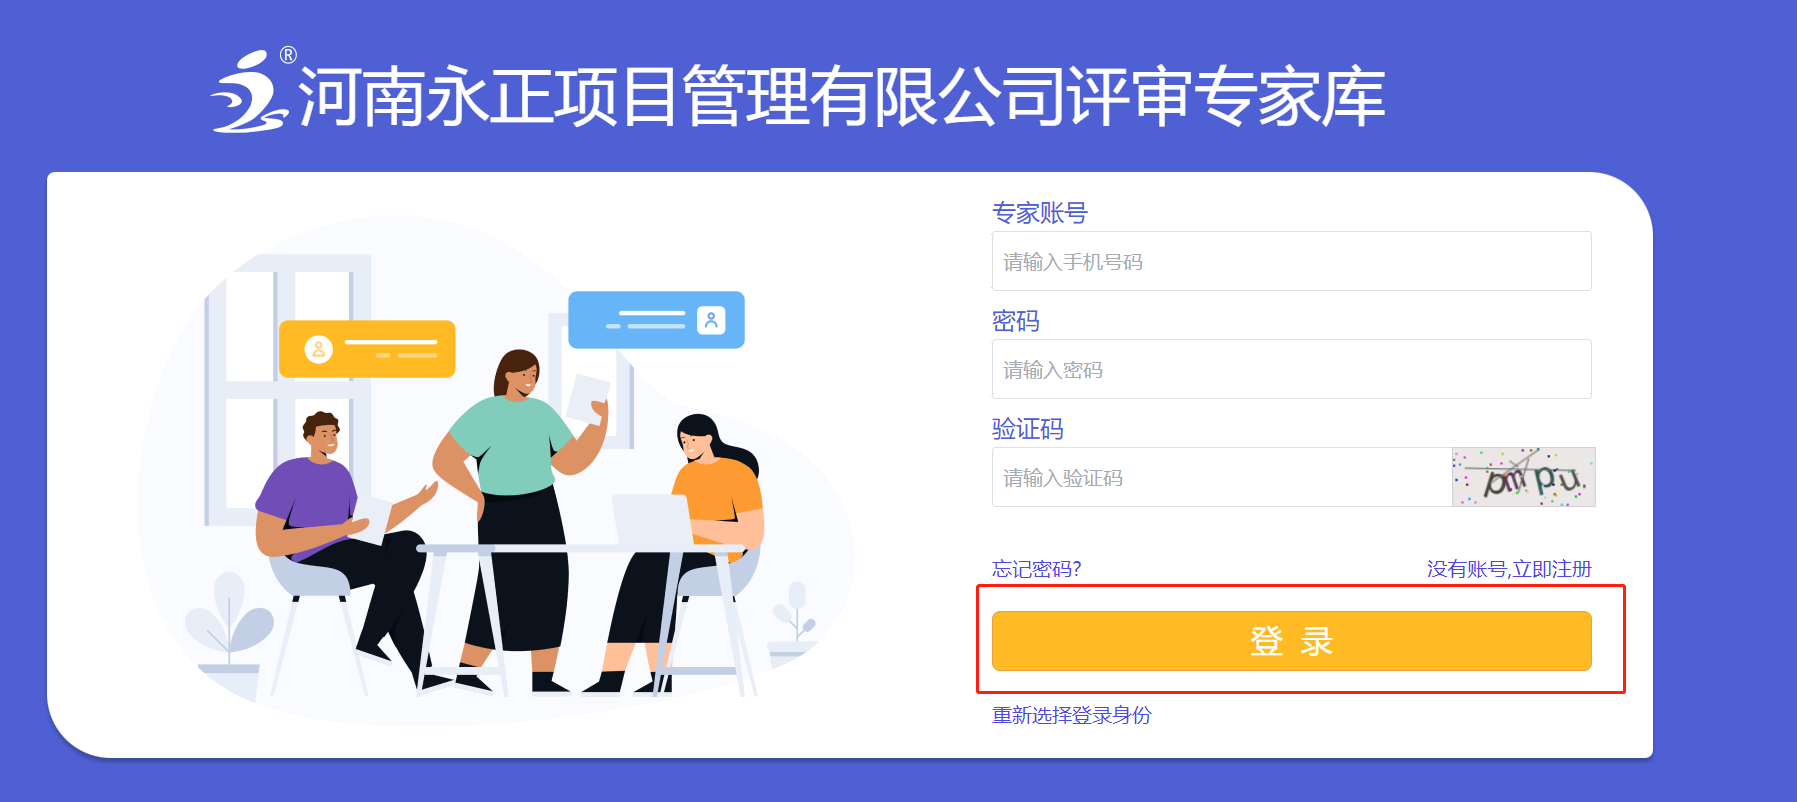 ®
河南永正项目管理有限公司评审专家库
专家账号
请输入手机号码
密码
请输入密码
验证码
请输入验证码
pmpu
忘记密码?
没有账号,立即注册
登 录
重新选择登录身份